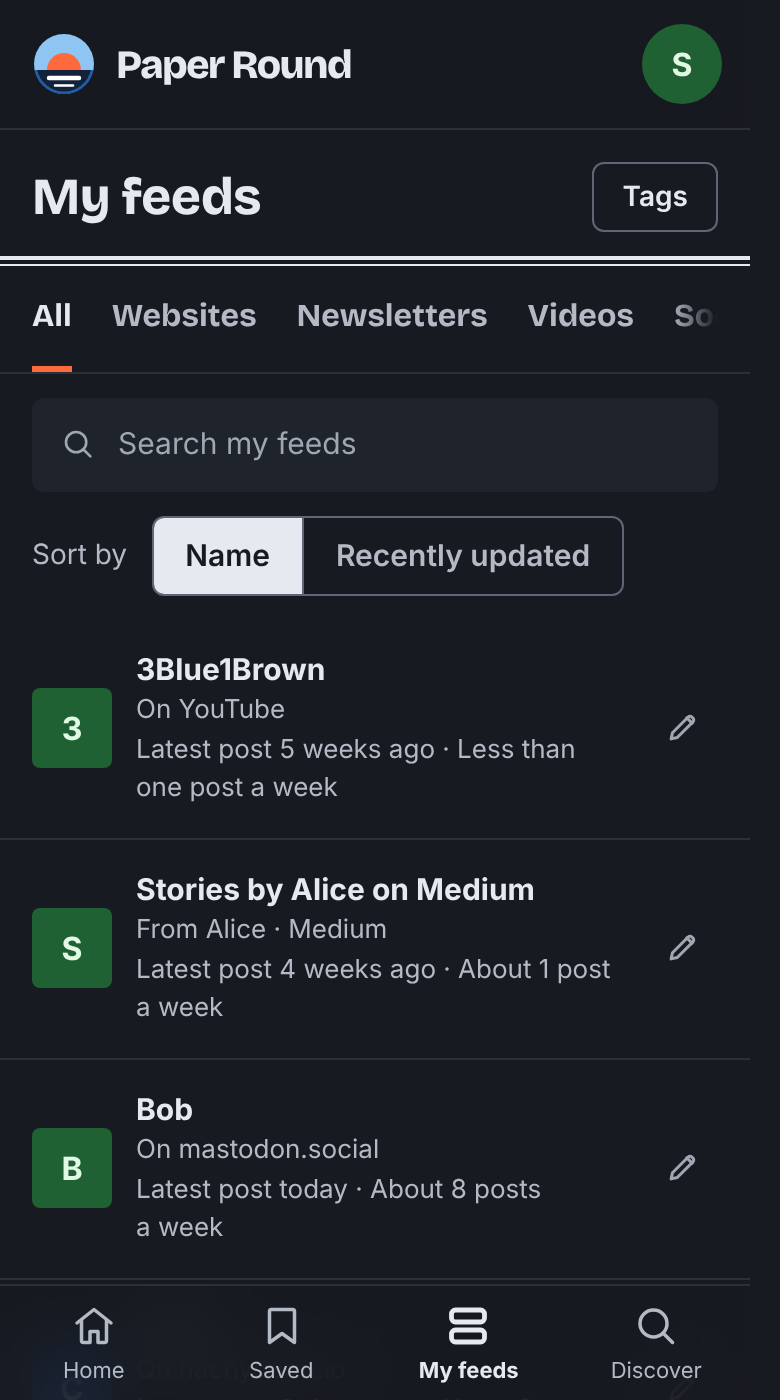 Paper Round
S
My feeds
Tags
All
Websites
Newsletters
Videos
So
Search my feeds
Sort by
Name
Recently updated
3
3Blue1Brown
On YouTube
Latest post 5 weeks ago · Less than
one post a week
S
Stories by Alice on Medium
From Alice · Medium
Latest post 4 weeks ago · About 1 post
a week
B
Bob
On mastodon.social
Latest post today · About 8 posts
a week
Home
Saved
My feeds
Discover